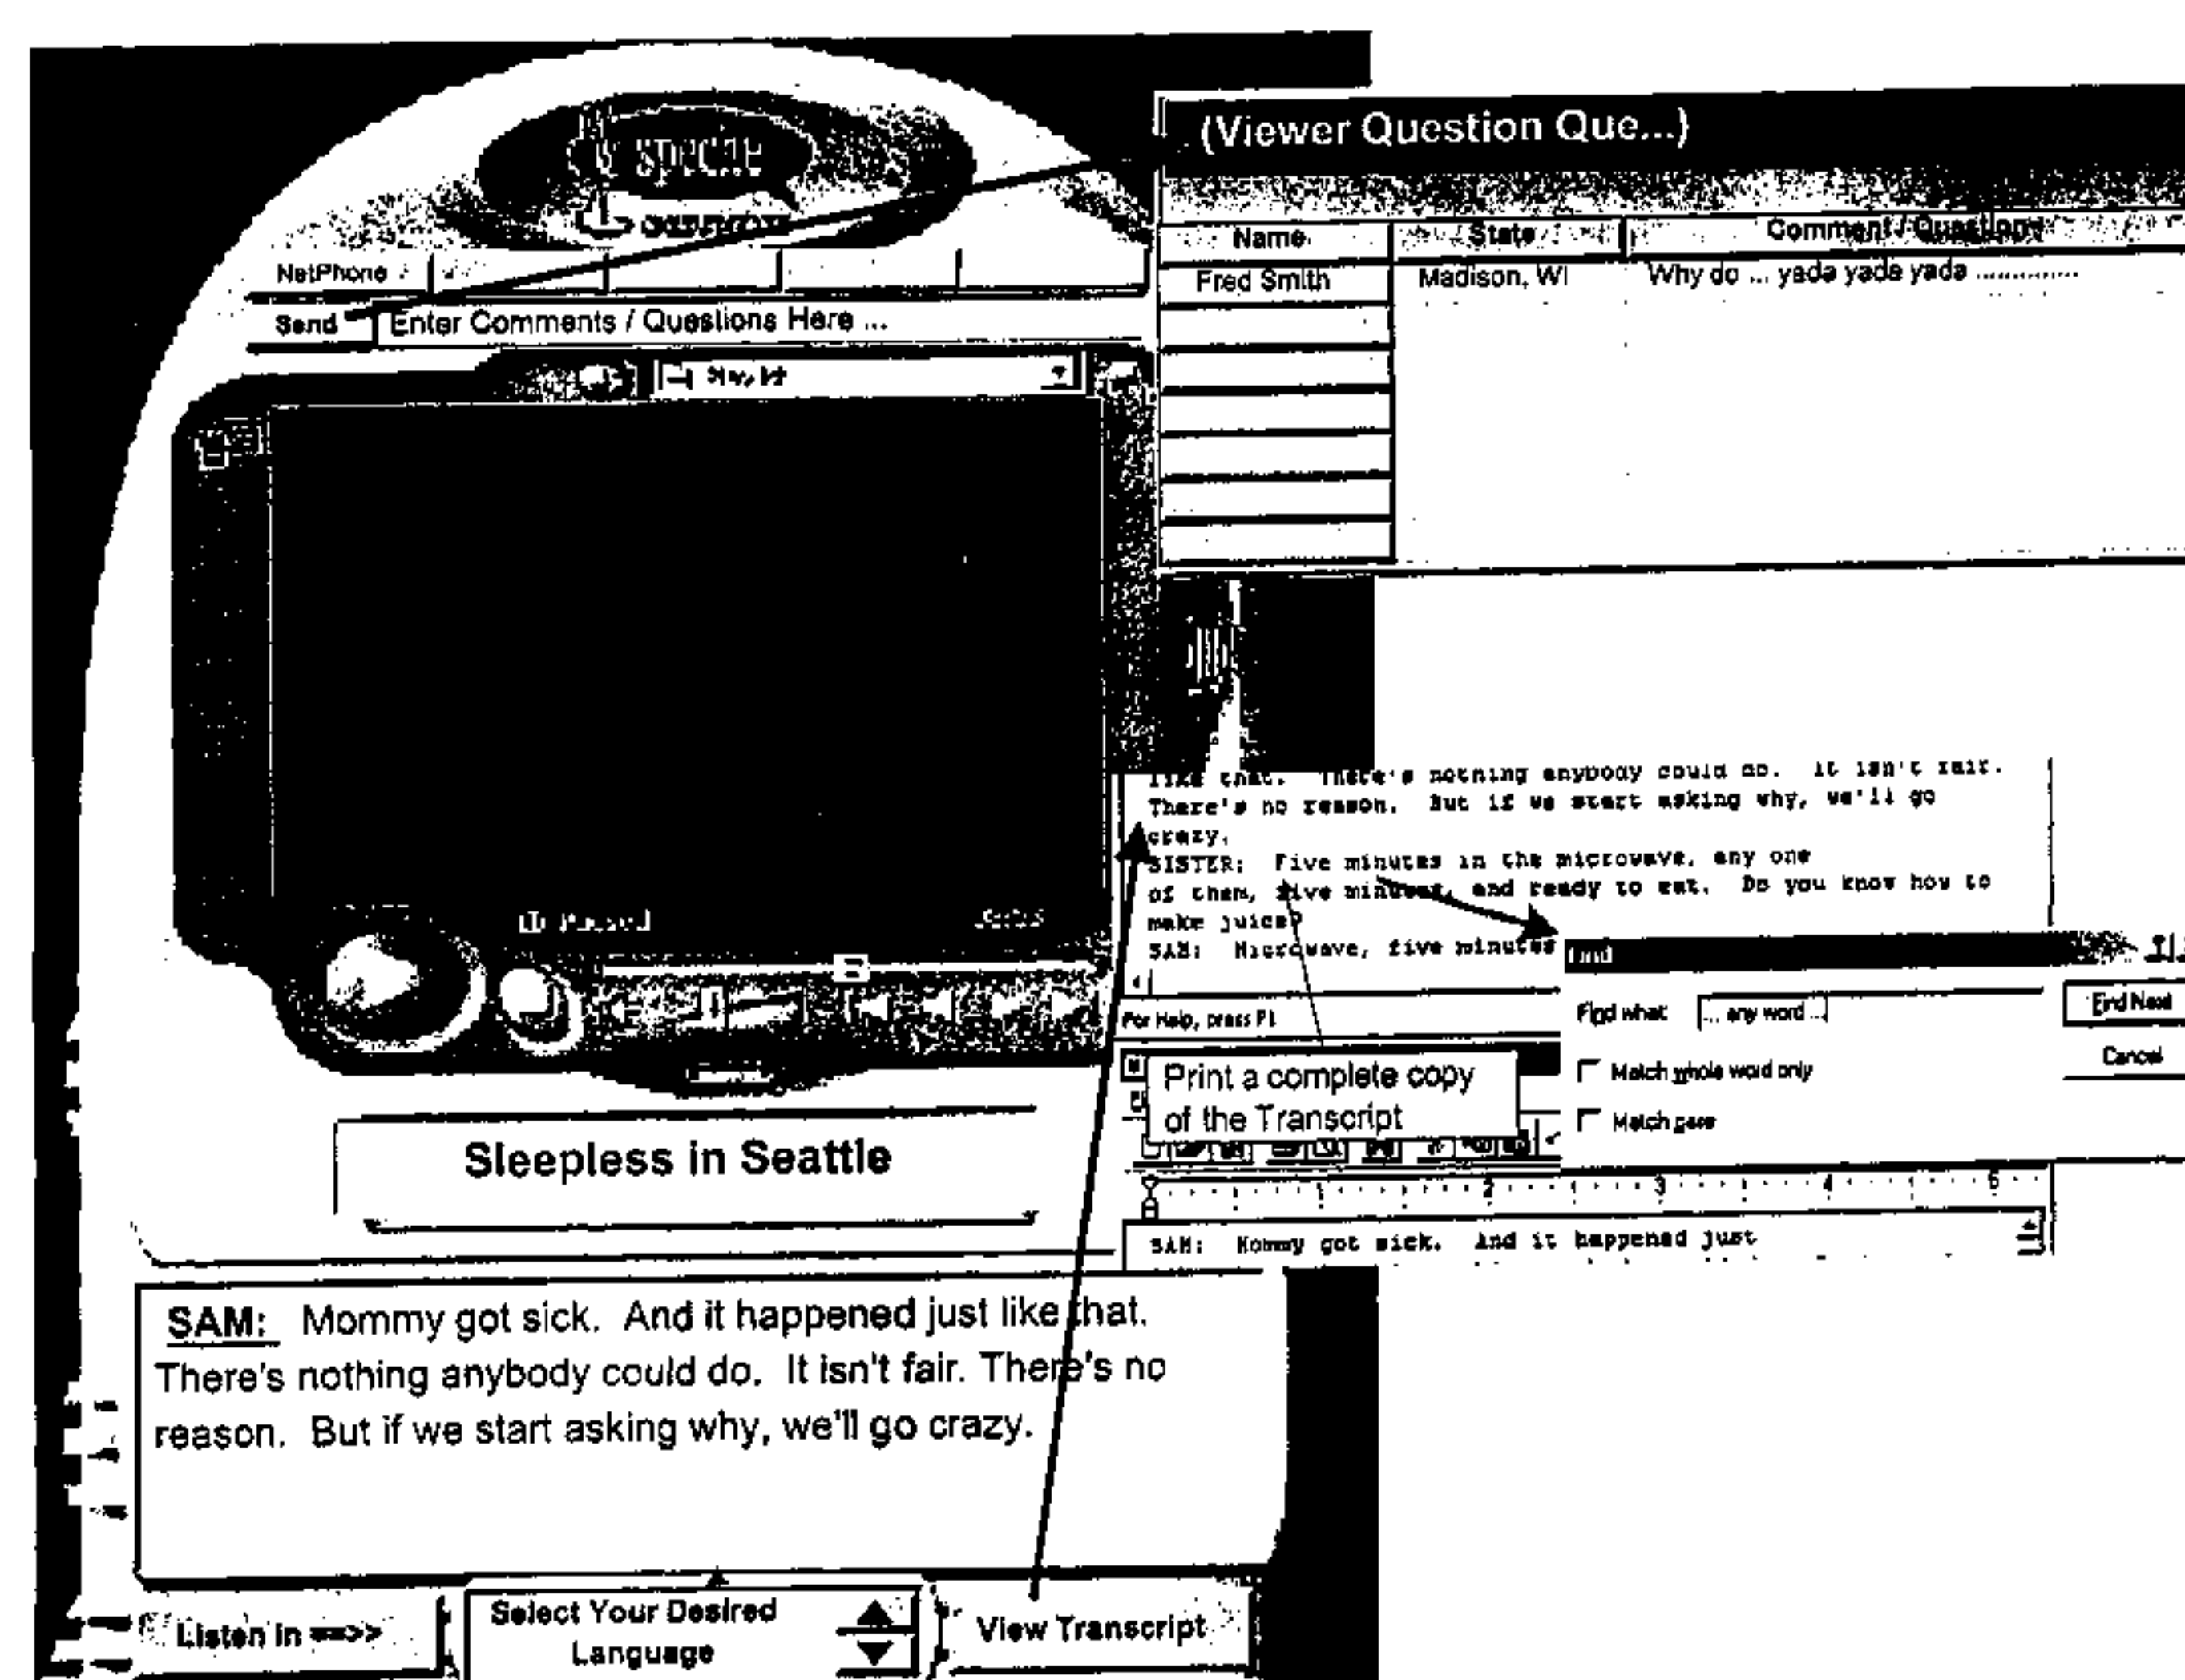 (Viewer Question Que...)
Name State Comment / Question
Fred Smith Madison, WI Why do ... yada yada yada .............
NetPhone
Send Enter Comments / Questions Here ...
Paused
like that. There's nothing anybody could do. It isn't fair.
There's no reason. But if we start asking why, we'll go
crazy.
SISTER: Five minutes in the microwave, any one
of them, five minutes, and ready to eat. Do you know how to
make juice?
SAM: Microwave, five minutes
For Help, press F1
Find
Find what: ... any word ...
Find Next
Match whole word only
Cancel
Match case
Print a complete copy
of the Transcript
1 2 3 4 5
SAM: Mommy got sick. And it happened just
Sleepless in Seattle
SAM: Mommy got sick. And it happened just like that.
There's nothing anybody could do. It isn't fair. There's no
reason. But if we start asking why, we'll go crazy.
Listen in ==>>
Select Your Desired
Language
View Transcript